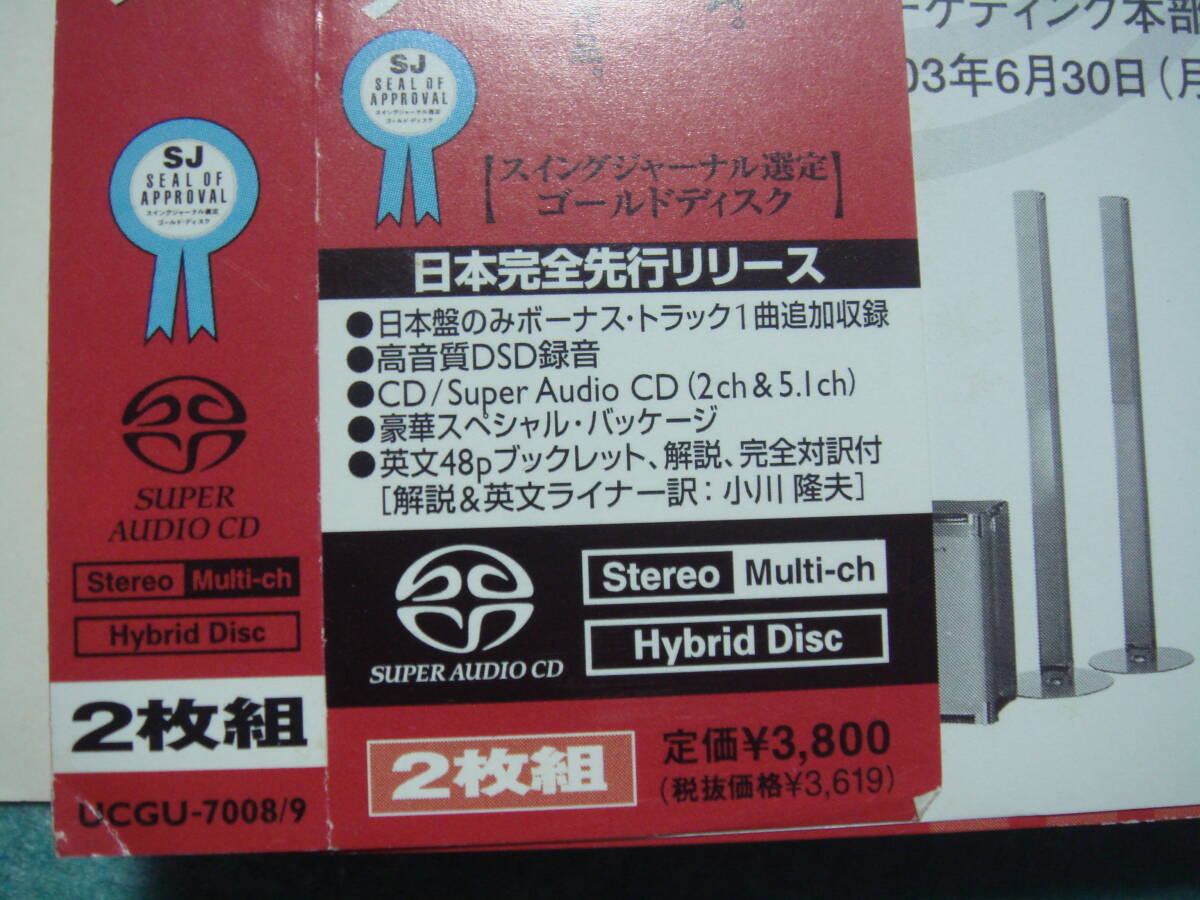 SJ
SEAL OF
APPROVAL
スイングジャーナル選定
ゴールド・ディスク
SUPER
AUDIO CD
Stereo Multi-ch
Hybrid Disc
2枚組
UCGU-7008/9
SJ
SEAL OF
APPROVAL
スイングジャーナル選定
ゴールド・ディスク
【スイングジャーナル選定
ゴールドディスク】
日本完全先行リリース
●日本盤のみボーナス・トラック1曲追加収録
●高音質DSD録音
●CD/Super Audio CD (2ch & 5.1ch)
●豪華スペシャル・パッケージ
●英文48pブックレット、解説、完全対訳付
[解説&英文ライナー訳:小川 隆夫]
SUPER AUDIO CD
Stereo Multi-ch
Hybrid Disc
2枚組
定価¥3,800
(税抜価格¥3,619)
ーケティング本部
03年6月30日(月